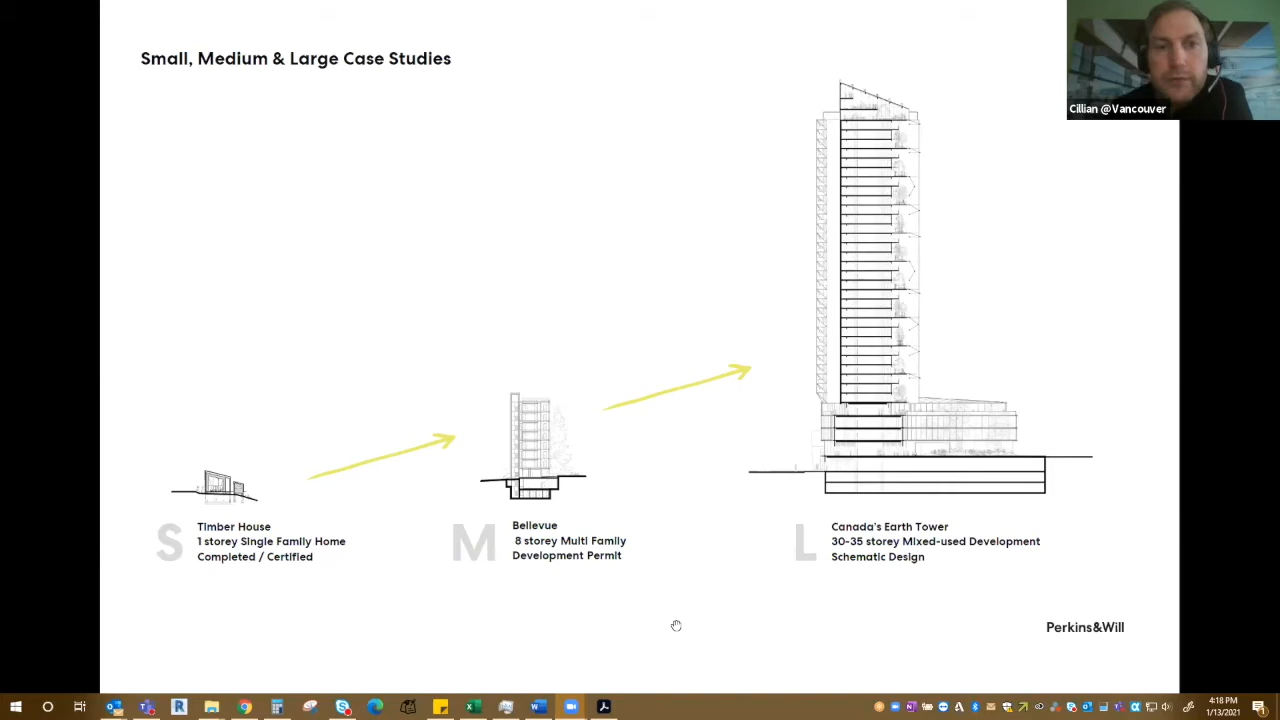 Small, Medium & Large Case Studies
Cillian @Vancouver
S
Timber House
1 storey Single Family Home
Completed / Certified
M
Bellevue
8 storey Multi Family
Development Permit
L
Canada's Earth Tower
30-35 storey Mixed-used Development
Schematic Design
Perkins&Will
4:18 PM
1/13/2021